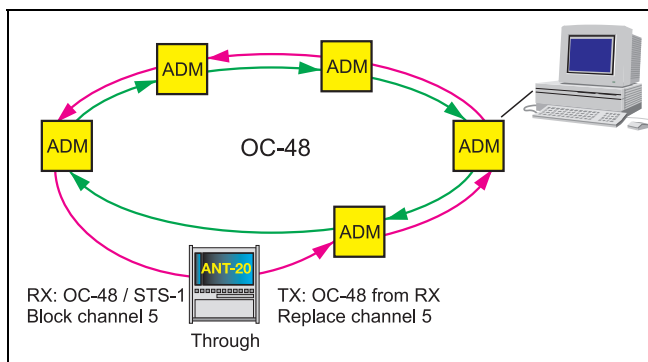 ADM
ADM
ADM
OC-48
ADM
ADM
ANT-20
RX: OC-48 / STS-1
Block channel 5
TX: OC-48 from RX
Replace channel 5
Through